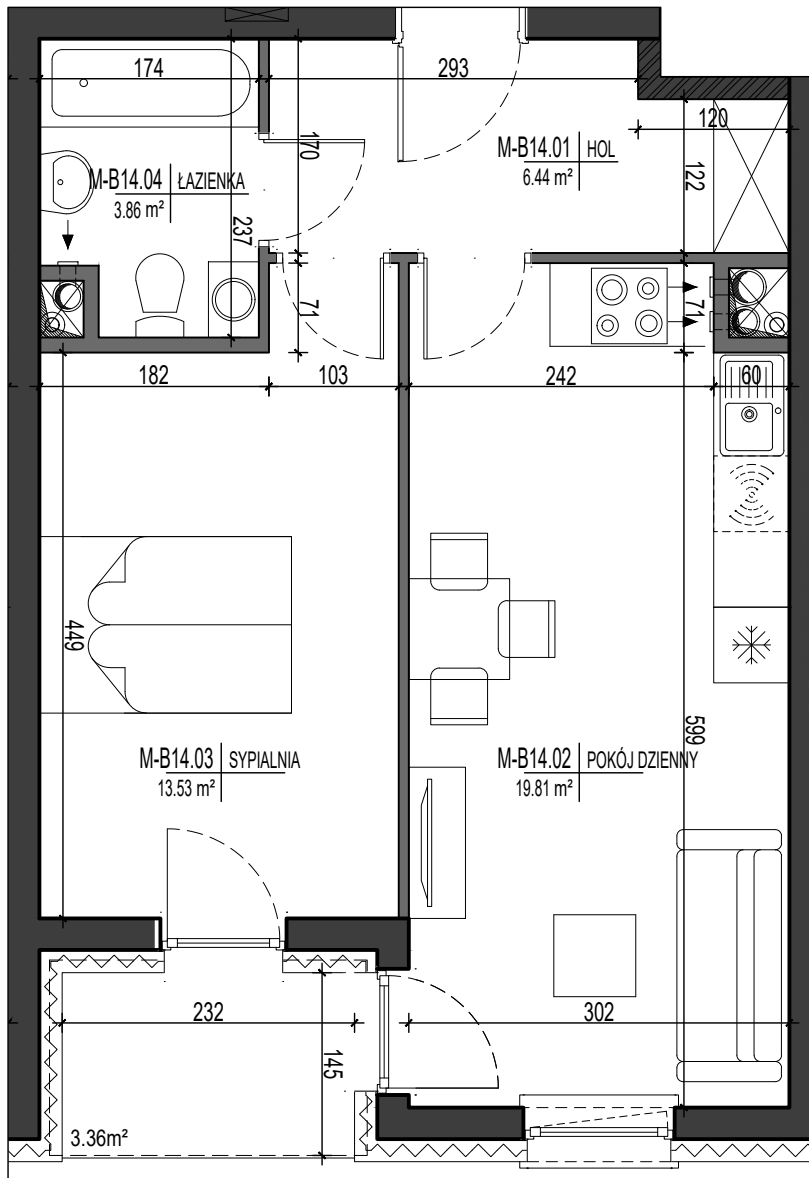 174
293
120
170
M-B14.01 HOL
6.44 m²
122
M-B14.04 ŁAZIENKA
3.86 m²
237
71
71
182
103
242
60
449
M-B14.03 SYPIALNIA
13.53 m²
M-B14.02 POKÓJ DZIENNY
19.81 m²
599
232
302
145
3.36m²